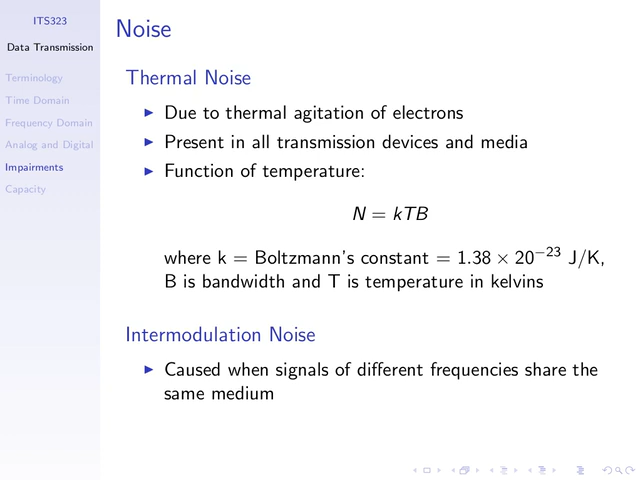 ITS323
Data Transmission
Terminology
Time Domain
Frequency Domain
Analog and Digital
Impairments
Capacity
Noise
Thermal Noise
Due to thermal agitation of electrons
Present in all transmission devices and media
Function of temperature:
N = kTB
where k = Boltzmann's constant = 1.38 × 20⁻²³ J/K,
B is bandwidth and T is temperature in kelvins
Intermodulation Noise
Caused when signals of different frequencies share the
same medium